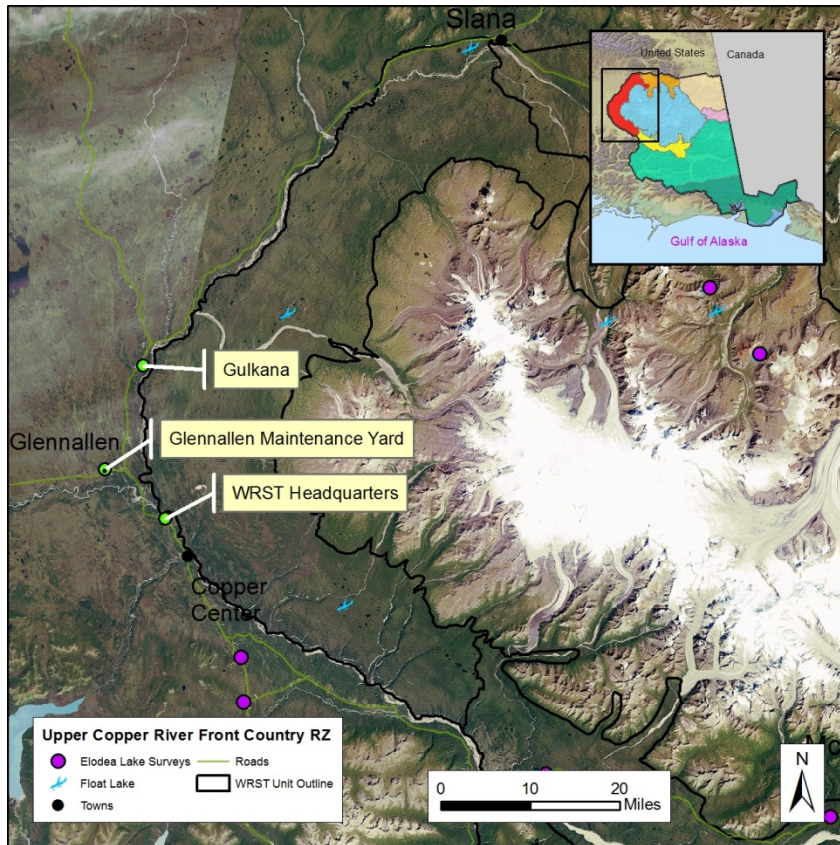 Slana
United States
Canada
Gulf of Alaska
Gulkana
Glennallen
Glennallen Maintenance Yard
WRST Headquarters
Copper
Center
Upper Copper River Front Country RZ
Elodea Lake Surveys
Roads
Float Lake
WRST Unit Outline
Towns
0 10 20
Miles
N